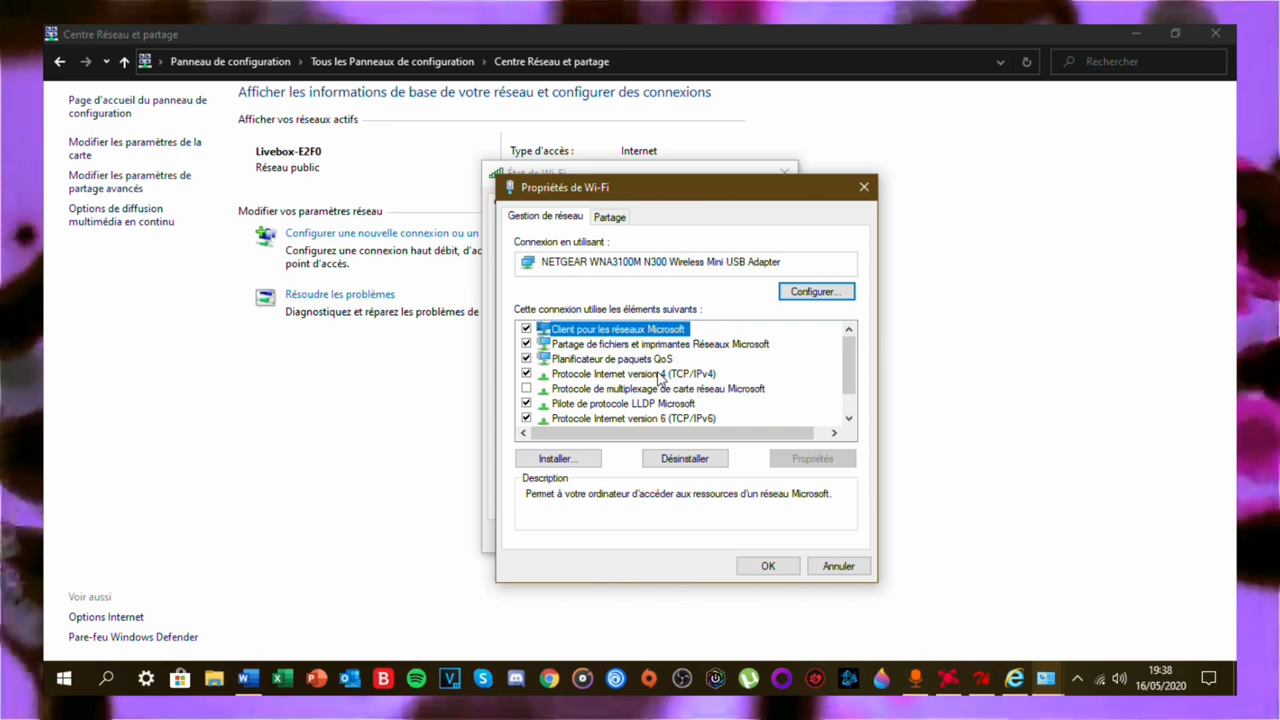 Centre Réseau et partage
Panneau de configuration
Tous les Panneaux de configuration
Centre Réseau et partage
Rechercher
Page d'accueil du panneau de
configuration
Modifier les paramètres de la
carte
Modifier les paramètres de
partage avancés
Options de diffusion
multimédia en continu
Afficher les informations de base de votre réseau et configurer des connexions
Afficher vos réseaux actifs
Livebox-E2F0
Réseau public
Type d'accès :
Internet
Modifier vos paramètres réseau
Configurer une nouvelle connexion ou un
Configurez une connexion haut débit, d'ac
point d'accès.
Résoudre les problèmes
Diagnostiquez et réparez les problèmes de
État de Wi-Fi
Propriétés de Wi-Fi
Gestion de réseau
Partage
Connexion en utilisant :
NETGEAR WNA3100M N300 Wireless Mini USB Adapter
Configurer...
Cette connexion utilise les éléments suivants :
Client pour les réseaux Microsoft
Partage de fichiers et imprimantes Réseaux Microsoft
Planificateur de paquets QoS
Protocole Internet version 4 (TCP/IPv4)
Protocole de multiplexage de carte réseau Microsoft
Pilote de protocole LLDP Microsoft
Protocole Internet version 6 (TCP/IPv6)
Installer...
Désinstaller
Propriétés
Description
Permet à votre ordinateur d'accéder aux ressources d'un réseau Microsoft.
OK
Annuler
Voir aussi
Options Internet
Pare-feu Windows Defender
19:38
16/05/2020